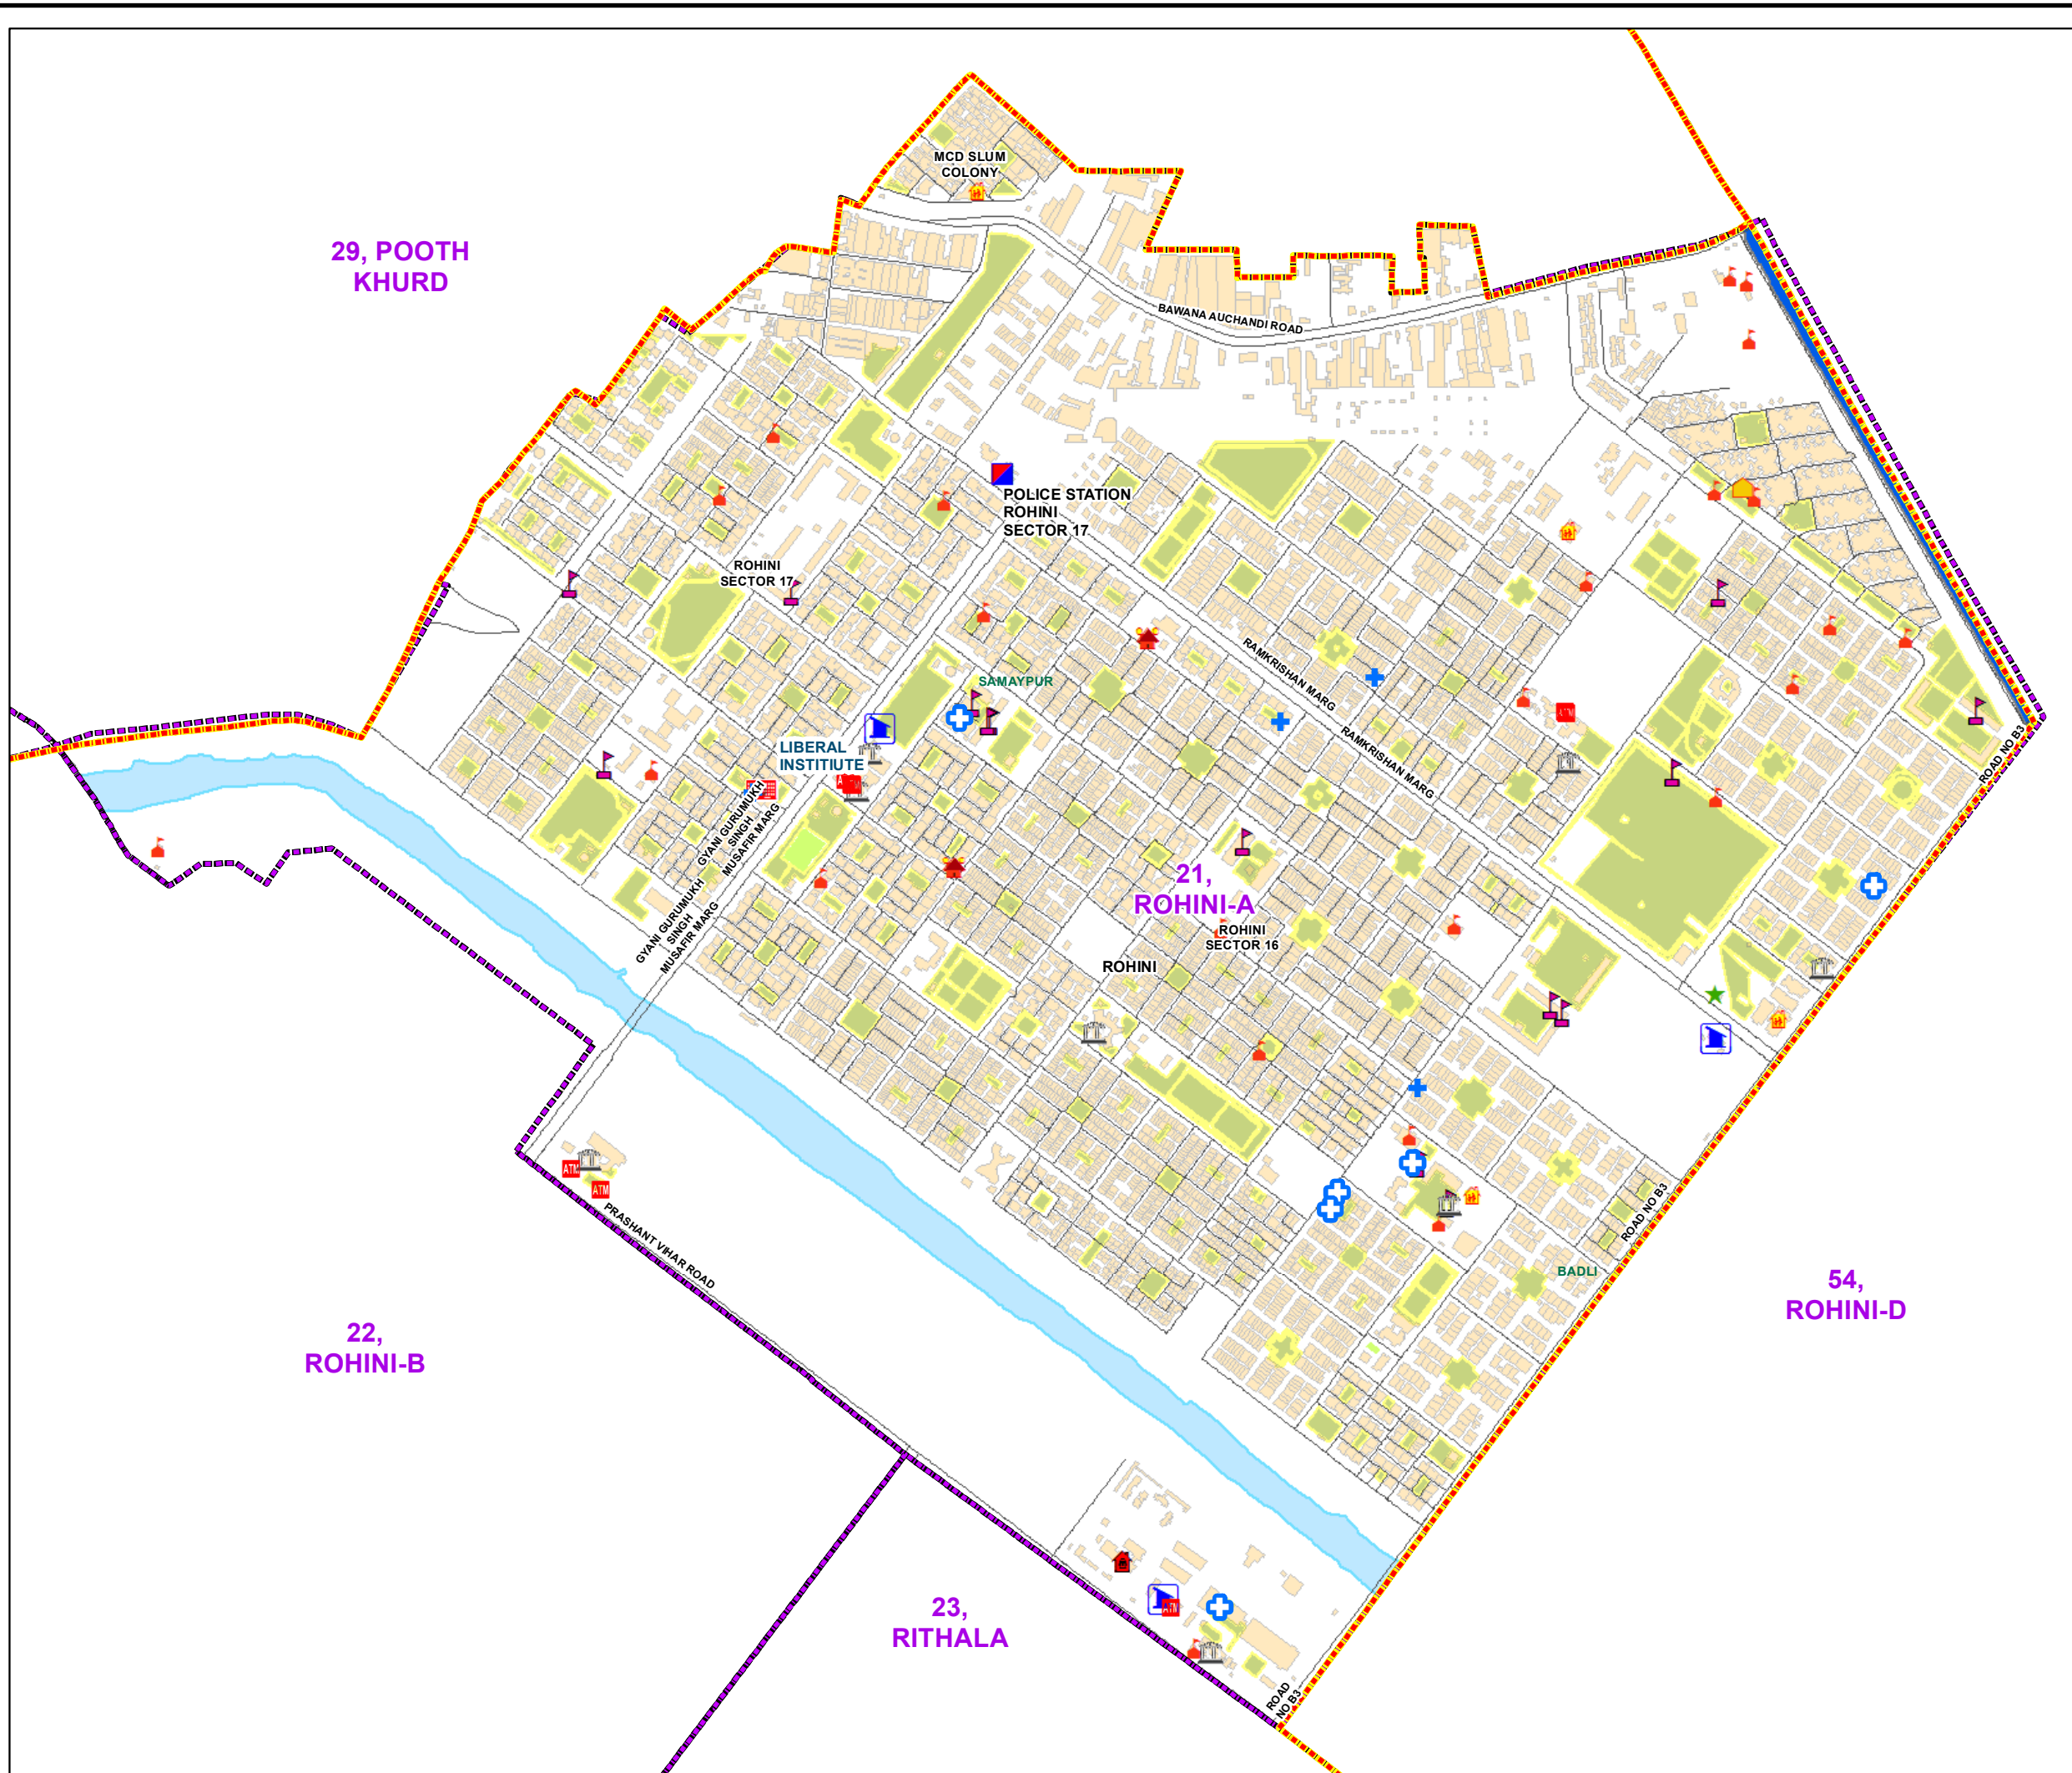 MCD SLUM
COLONY
29, POOTH
KHURD
BAWANA AUCHANDI ROAD
POLICE STATION
ROHINI
SECTOR 17
ROHINI
SECTOR 17
RAMKRISHAN MARG
SAMAYPUR
RAMKRISHAN MARG
ROAD NO B3
LIBERAL
INSTITIUTE
GYANI GURUMUKH
SINGH
MUSAFIR MARG
GYANI GURUMUKH
SINGH
MUSAFIR MARG
21,
ROHINI-A
ROHINI
SECTOR 16
ROHINI
ATM
ATM
ATM
PRASHANT VIHAR ROAD
ROAD NO B3
BADLI
54,
ROHINI-D
22,
ROHINI-B
23,
RITHALA
ATM
ROAD
NO B3